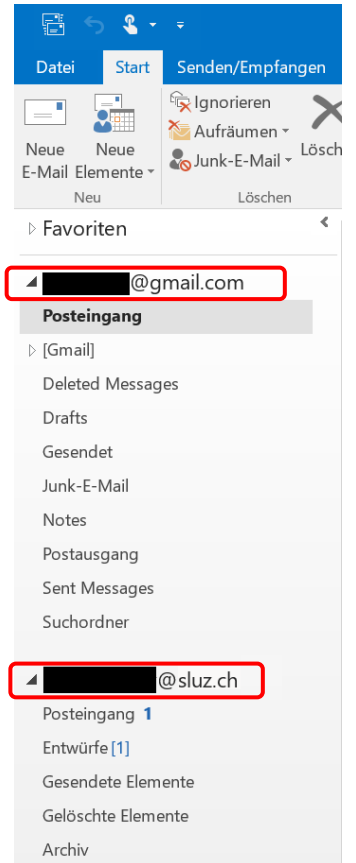 Datei Start Senden/Empfangen
Neue E-Mail
Neue Elemente
Ignorieren
Aufräumen
Junk-E-Mail
Lösch
Neu
Löschen
Favoriten
@gmail.com
Posteingang
[Gmail]
Deleted Messages
Drafts
Gesendet
Junk-E-Mail
Notes
Postausgang
Sent Messages
Suchordner
@sluz.ch
Posteingang 1
Entwürfe [1]
Gesendete Elemente
Gelöschte Elemente
Archiv